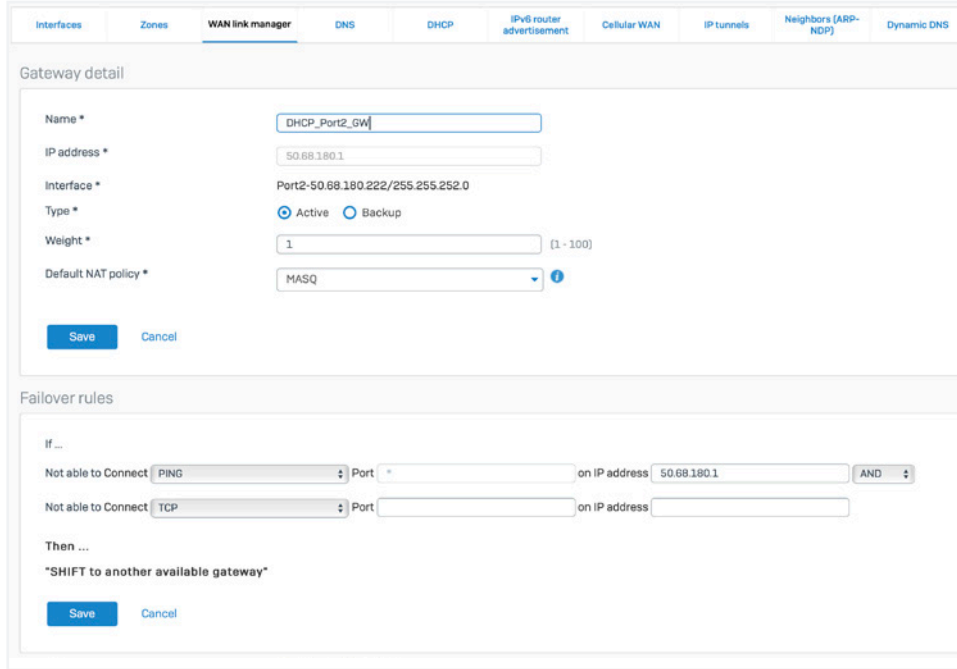 Interfaces Zones WAN link manager DNS DHCP IPv6 router advertisement Cellular WAN IP tunnels Neighbors (ARP-NDP) Dynamic DNS
Gateway detail
Name * DHCP_Port2_GW
IP address * 50.68.180.1
Interface * Port2-50.68.180.222/255.255.252.0
Type * Active Backup
Weight * 1 (1 - 100)
Default NAT policy * MASQ i
Save Cancel
Failover rules
If ...
Not able to Connect PING Port * on IP address 50.68.180.1 AND
Not able to Connect TCP Port on IP address
Then ...
"SHIFT to another available gateway"
Save Cancel